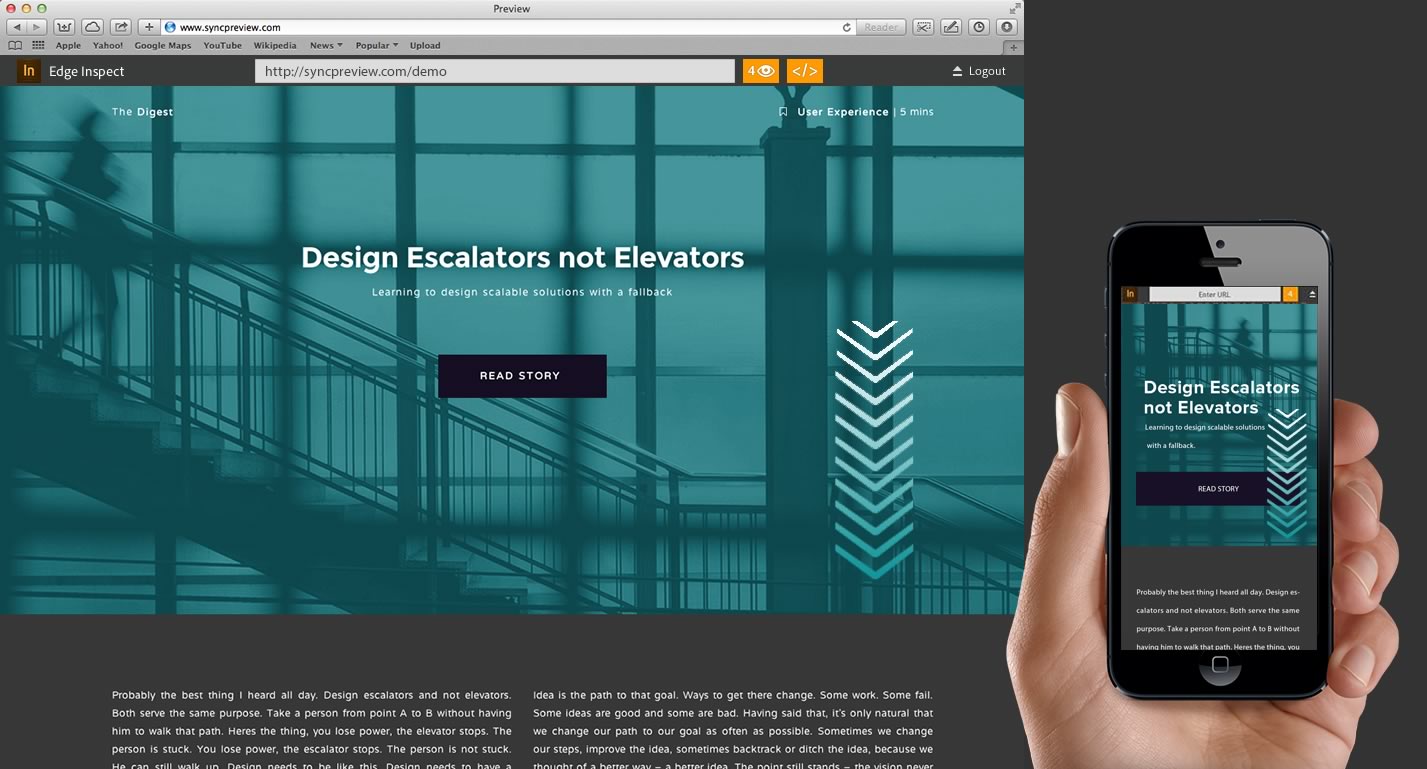 Preview
www.syncpreview.com
Reader
Apple Yahoo! Google Maps YouTube Wikipedia News Popular Upload
In Edge Inspect
http://syncpreview.com/demo
4
</>
Logout
The Digest
User Experience | 5 mins
Design Escalators not Elevators
Learning to design scalable solutions with a fallback
READ STORY
Probably the best thing I heard all day. Design escalators and not elevators.
Both serve the same purpose. Take a person from point A to B without having
him to walk that path. Heres the thing, you lose power, the elevator stops. The
person is stuck. You lose power, the escalator stops. The person is not stuck.
He can still walk up. Design needs to be like this. Design needs to have a
Idea is the path to that goal. Ways to get there change. Some work. Some fail.
Some ideas are good and some are bad. Having said that, it's only natural that
we change our path to our goal as often as possible. Sometimes we change
our steps, improve the idea, sometimes backtrack or ditch the idea, because we
thought of a better way – a better idea. The point still stands – the vision never
In
Enter URL
4
Design Escalators
not Elevators
Learning to design scalable solutions
with a fallback.
READ STORY
Probably the best thing I heard all day. Design es-
calators and not elevators. Both serve the same
purpose. Take a person from point A to B without
having him to walk that path. Heres the thing, you